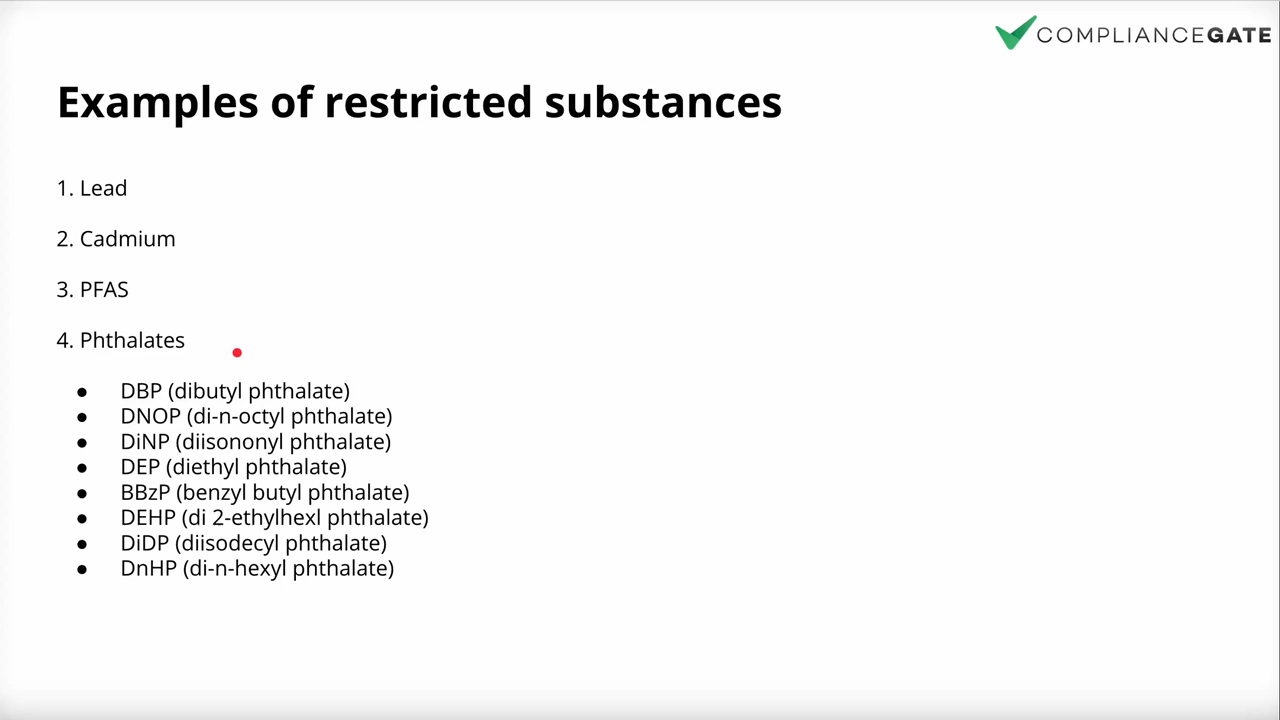 COMPLIANCEGATE
Examples of restricted substances
1. Lead
2. Cadmium
3. PFAS
4. Phthalates
● DBP (dibutyl phthalate)
● DNOP (di-n-octyl phthalate)
● DiNP (diisononyl phthalate)
● DEP (diethyl phthalate)
● BBzP (benzyl butyl phthalate)
● DEHP (di 2-ethylhexl phthalate)
● DiDP (diisodecyl phthalate)
● DnHP (di-n-hexyl phthalate)